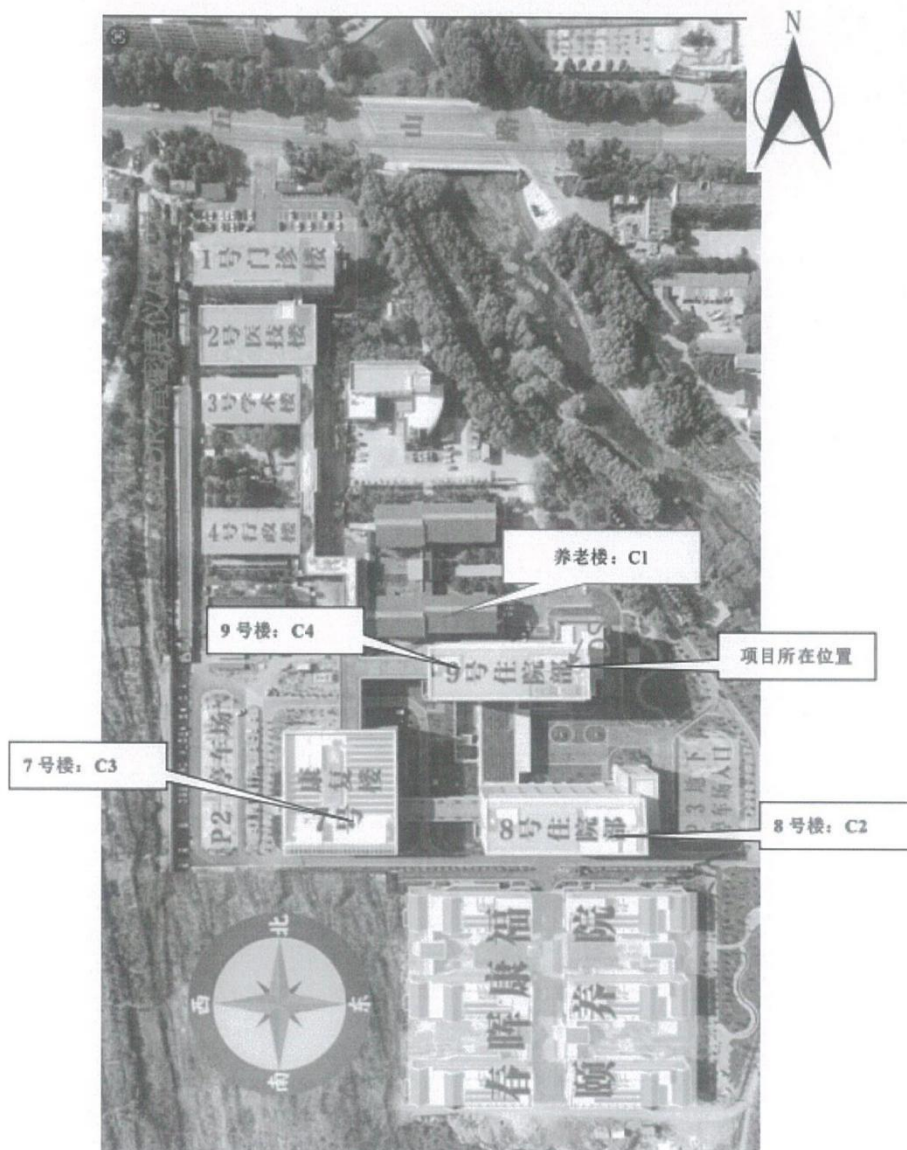 N
山
1号门诊楼
2号医技楼
3号学术楼
4号行政楼
养老楼：C1
9 号楼：C4
9号住院部
项目所在位置
P2停车场
康复楼
号
7 号楼：C3
8号住院部
P3地下
停车场入口
8 号楼：C2
北
西
东
南
春晖康福
颐养院